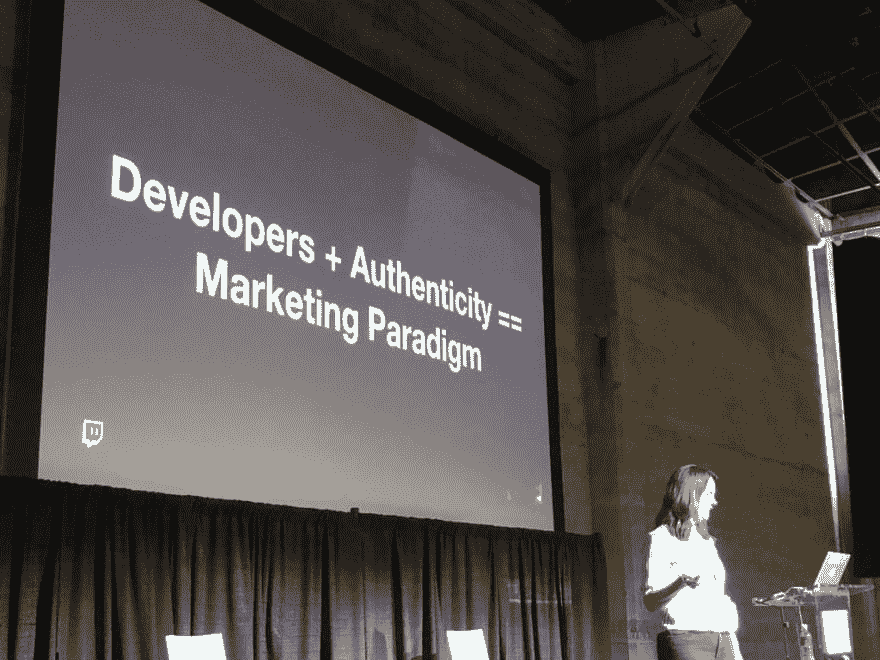 Developers + Authenticity ==
Marketing Paradigm